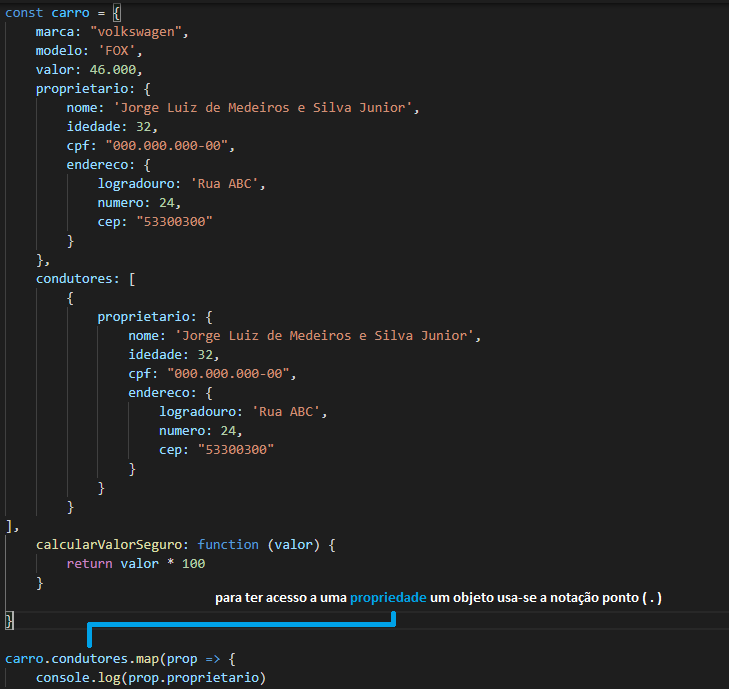 const carro = {
marca: "volkswagen",
modelo: 'FOX',
valor: 46.000,
proprietario: {
nome: 'Jorge Luiz de Medeiros e Silva Junior',
idedade: 32,
cpf: "000.000.000-00",
endereco: {
logradouro: 'Rua ABC',
numero: 24,
cep: "53300300"
}
},
condutores: [
{
proprietario: {
nome: 'Jorge Luiz de Medeiros e Silva Junior',
idedade: 32,
cpf: "000.000.000-00",
endereco: {
logradouro: 'Rua ABC',
numero: 24,
cep: "53300300"
}
}
}
],
calcularValorSeguro: function (valor) {
return valor * 100
}
para ter acesso a uma propriedade um objeto usa-se a notação ponto ( . )
}
carro.condutores.map(prop => {
console.log(prop.proprietario)